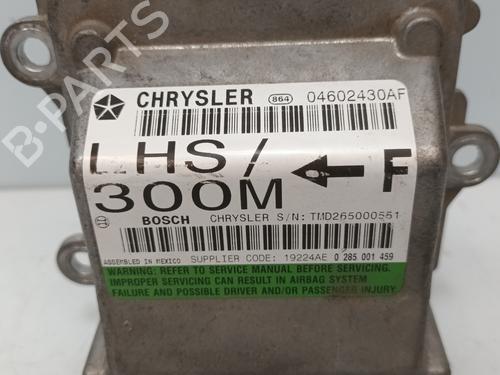 CHRYSLER 864 04602430AF
LHS/
300M F
BOSCH CHRYSLER S/N: TMD265000551
ASSEMBLED IN MEXICO SUPPLIER CODE: 19224AE 0 285 001 459
WARNING: REFER TO SERVICE MANUAL BEFORE SERVICING.
IMPROPER SERVICING CAN RESULT IN AIRBAG SYSTEM
FAILURE AND POSSIBLE DRIVER AND/OR PASSENGER INJURY.
B-PARTS